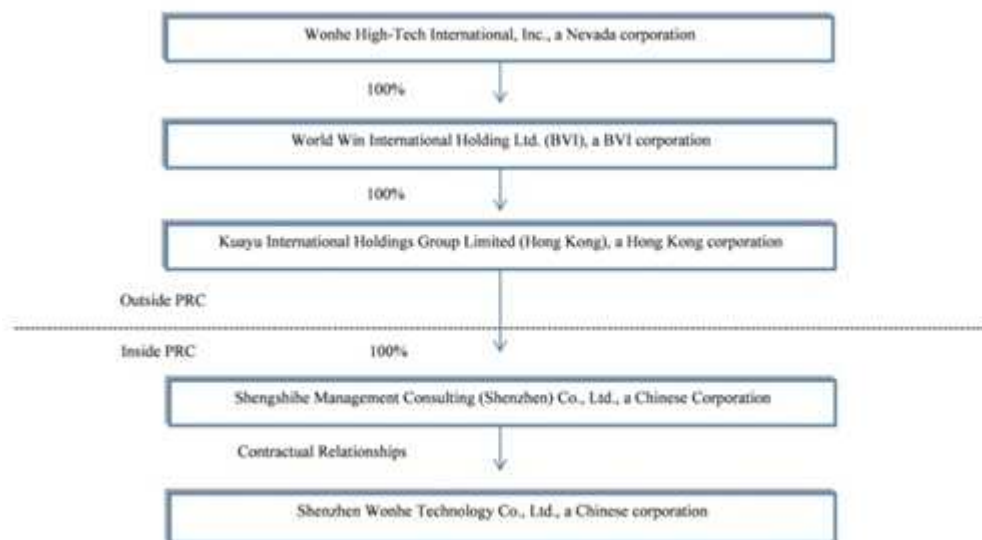 Wonhe High-Tech International, Inc., a Nevada corporation
100%
World Win International Holding Ltd. (BVI), a BVI corporation
100%
Kuayu International Holdings Group Limited (Hong Kong), a Hong Kong corporation
Outside PRC
Inside PRC 100%
Shengshihe Management Consulting (Shenzhen) Co., Ltd., a Chinese Corporation
Contractual Relationships
Shenzhen Wonhe Technology Co., Ltd., a Chinese corporation